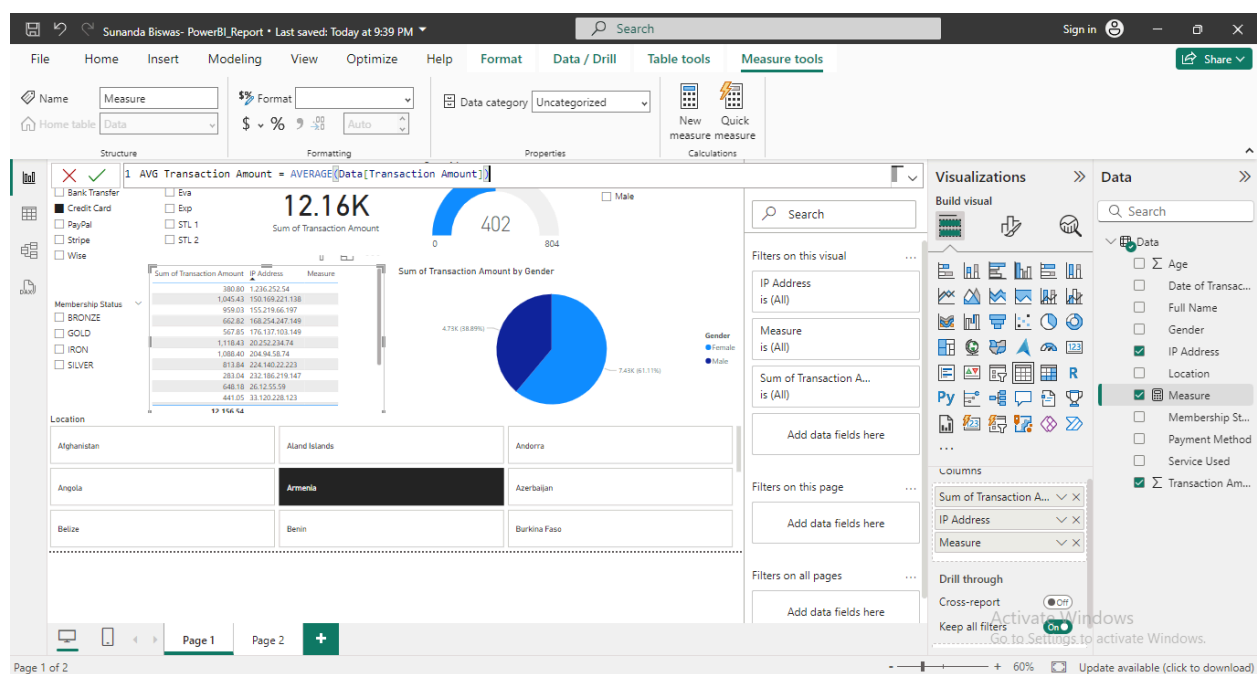 Sunanda Biswas- PowerBI_Report • Last saved: Today at 9:39 PM
Search
Sign in
File Home Insert Modeling View Optimize Help Format Data / Drill Table tools Measure tools
Share
Name Measure
Home table Data
Structure
$% Format
$ % 9 Auto
Formatting
Data category Uncategorized
Properties
New measure
Quick measure
Calculations
1 AVG Transaction Amount = AVERAGE(Data[Transaction Amount])
Bank Transfer
Credit Card
PayPal
Stripe
Wise
Eva
Exp
STL 1
STL 2
12.16K
Sum of Transaction Amount
402
0 804
Male
Membership Status
BRONZE
GOLD
IRON
SILVER
Sum of Transaction Amount IP Address Measure
380.80 1.236.252.54
1,045.43 150.169.221.138
959.03 155.219.66.197
662.82 168.254.247.149
567.85 176.137.103.149
1,118.43 20.252.234.74
1,088.40 204.94.58.74
813.84 224.140.22.223
283.04 232.186.219.147
648.18 26.12.55.59
441.05 33.120.228.123
12,156.54
Sum of Transaction Amount by Gender
4.73K (38.89%)
7.43K (61.11%)
Gender
Female
Male
Location
Afghanistan Aland Islands Andorra
Angola Armenia Azerbaijan
Belize Benin Burkina Faso
Search
Filters on this visual ...
IP Address
is (All)
Measure
is (All)
Sum of Transaction A...
is (All)
Add data fields here
Filters on this page ...
Add data fields here
Filters on all pages ...
Add data fields here
Visualizations
Build visual
123
R
Py
...
Columns
Sum of Transaction A...
IP Address
Measure
Drill through
Cross-report Off
Keep all filters On
Data
Search
Data
Age
Date of Transac...
Full Name
Gender
IP Address
Location
Measure
Membership St...
Payment Method
Service Used
Transaction Am...
Activate Windows
Go to Settings to activate Windows.
Page 1 Page 2 +
Page 1 of 2
- + 60%
Update available (click to download)